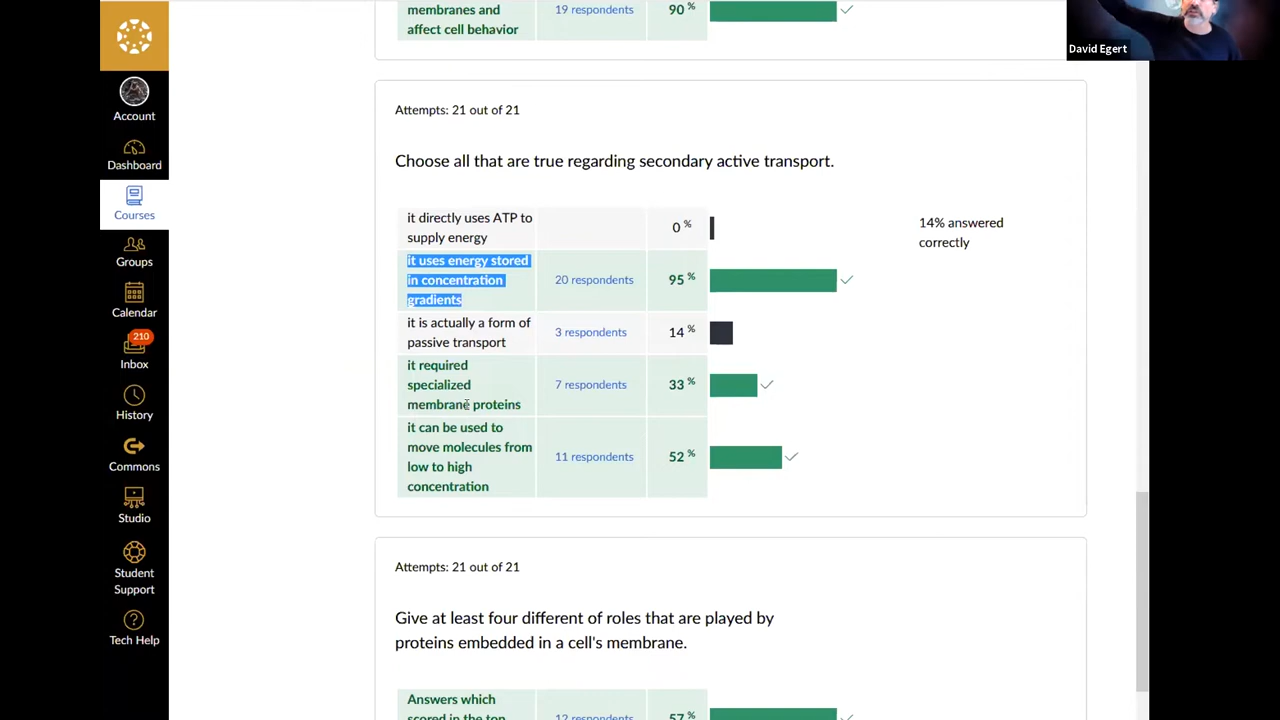 membranes and
affect cell behavior
19 respondents
90 %
David Egert
Account
Dashboard
Courses
Groups
Calendar
210
Inbox
History
Commons
Studio
Student
Support
Tech Help
Attempts: 21 out of 21
Choose all that are true regarding secondary active transport.
it directly uses ATP to
supply energy
0 %
14% answered
correctly
it uses energy stored
in concentration
gradients
20 respondents
95 %
it is actually a form of
passive transport
3 respondents
14 %
it required
specialized
membrane proteins
7 respondents
33 %
it can be used to
move molecules from
low to high
concentration
11 respondents
52 %
Attempts: 21 out of 21
Give at least four different of roles that are played by
proteins embedded in a cell's membrane.
Answers which
scored in the top
12 respondents
57 %